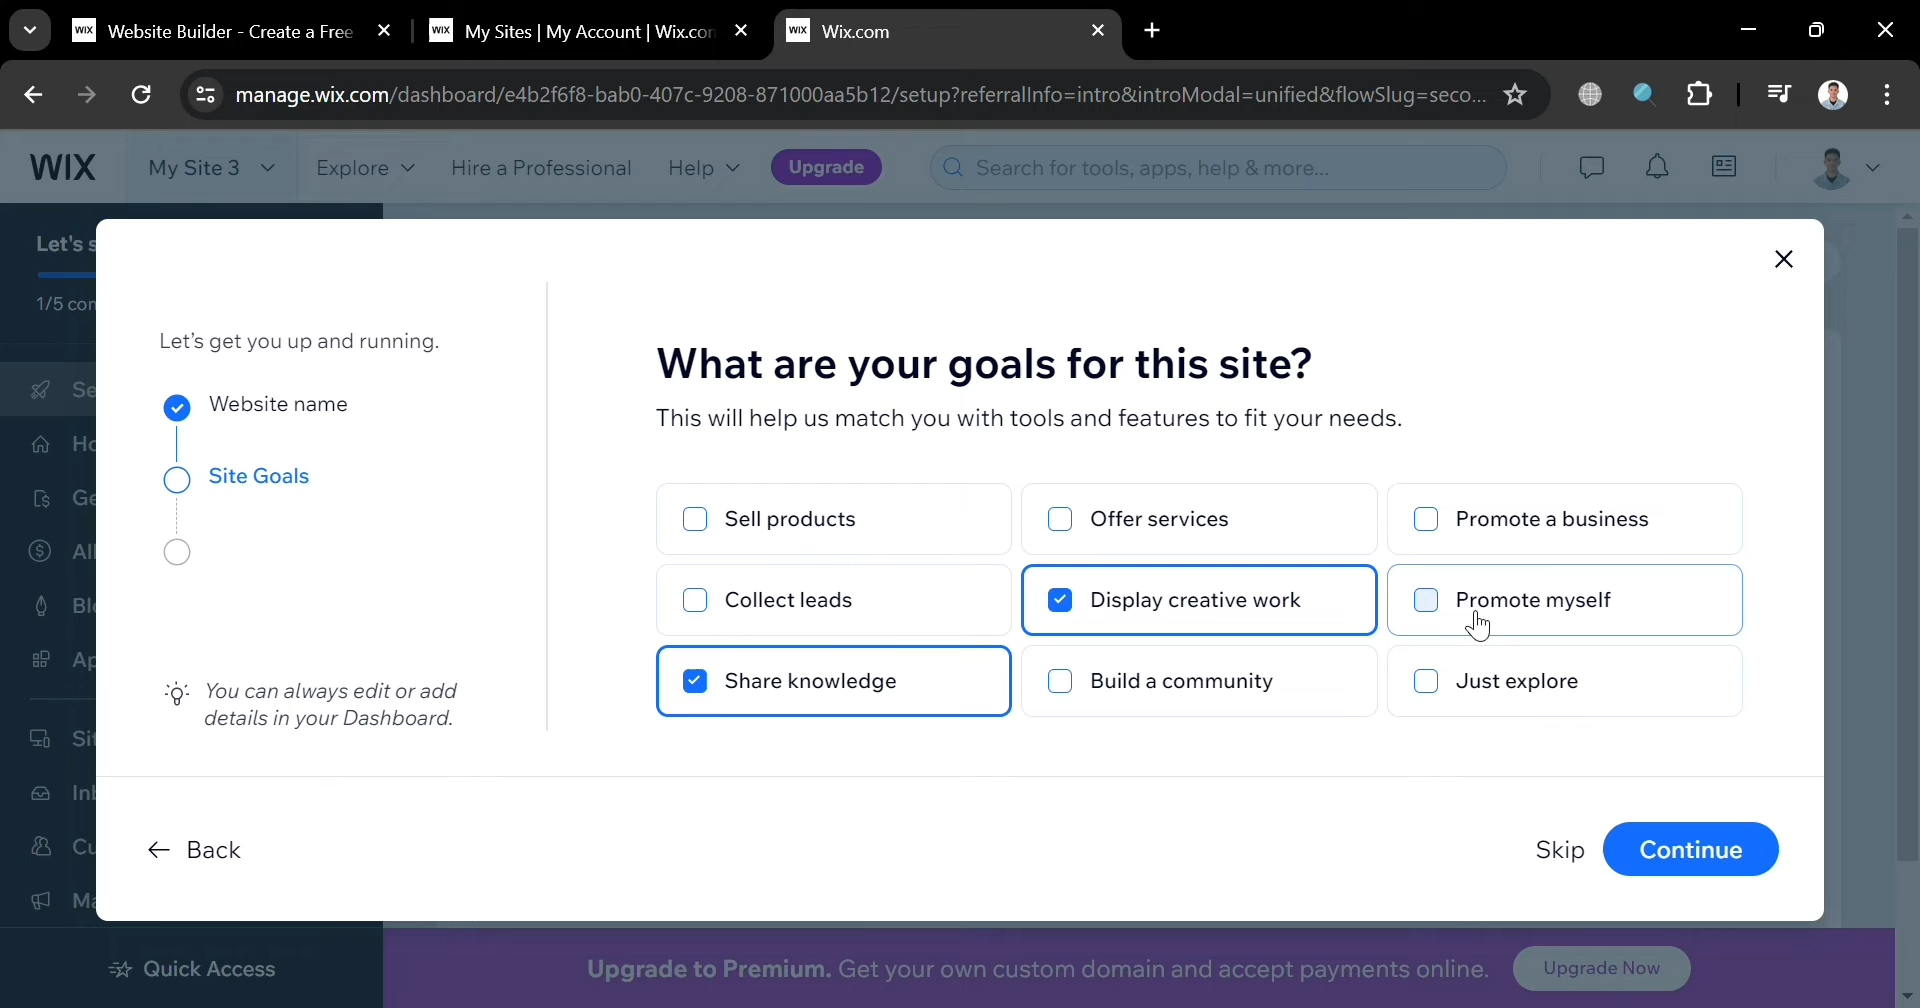 WIX Website Builder - Create a Free
WIX My Sites | My Account | Wix.con
WIX Wix.com
manage.wix.com/dashboard/e4b2f6f8-bab0-407c-9208-871000aa5b12/setup?referralInfo=intro&introModal=unified&flowSlug=seco...
WIX My Site 3 Explore Hire a Professional Help Upgrade Search for tools, apps, help & more...
Let's s
1/5 con
Let's get you up and running.
Website name
Site Goals
You can always edit or add
details in your Dashboard.
What are your goals for this site?
This will help us match you with tools and features to fit your needs.
Sell products Offer services Promote a business
Collect leads Display creative work Promote myself
Share knowledge Build a community Just explore
Back Skip Continue
Se
Ho
Ge
All
Blo
Ap
Sit
Inb
Cu
Ma
Quick Access
Upgrade to Premium. Get your own custom domain and accept payments online. Upgrade Now